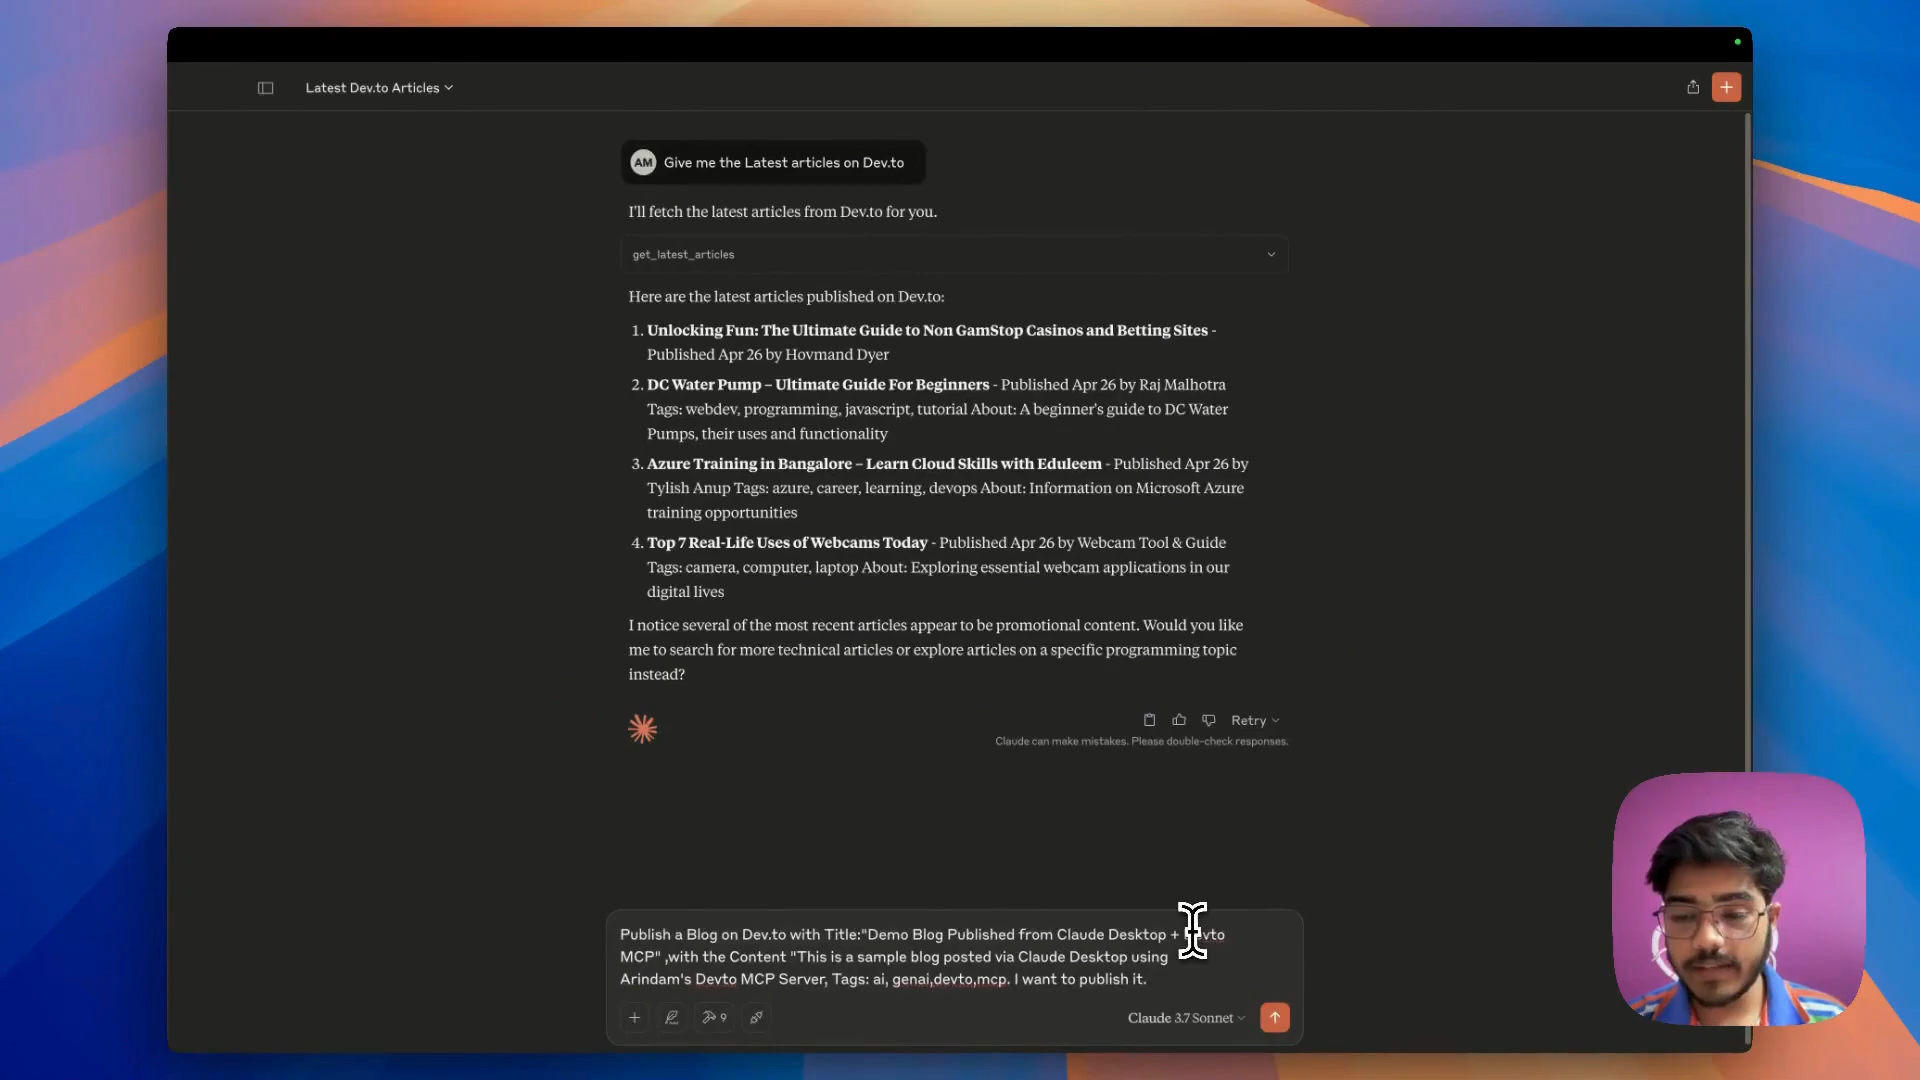 Latest Dev.to Articles
AM Give me the Latest articles on Dev.to
I'll fetch the latest articles from Dev.to for you.
get_latest_articles
Here are the latest articles published on Dev.to:
1. Unlocking Fun: The Ultimate Guide to Non GamStop Casinos and Betting Sites -
Published Apr 26 by Hovmand Dyer
2. DC Water Pump – Ultimate Guide For Beginners - Published Apr 26 by Raj Malhotra
Tags: webdev, programming, javascript, tutorial About: A beginner's guide to DC Water
Pumps, their uses and functionality
3. Azure Training in Bangalore – Learn Cloud Skills with Eduleem - Published Apr 26 by
Tylish Anup Tags: azure, career, learning, devops About: Information on Microsoft Azure
training opportunities
4. Top 7 Real-Life Uses of Webcams Today - Published Apr 26 by Webcam Tool & Guide
Tags: camera, computer, laptop About: Exploring essential webcam applications in our
digital lives
I notice several of the most recent articles appear to be promotional content. Would you like
me to search for more technical articles or explore articles on a specific programming topic
instead?
Retry
Claude can make mistakes. Please double-check responses.
Publish a Blog on Dev.to with Title:"Demo Blog Published from Claude Desktop +
MCP" ,with the Content "This is a sample blog posted via Claude Desktop using
Arindam's Devto MCP Server, Tags: ai, genai,devto,mcp. I want to publish it.
9
Claude 3.7 Sonnet